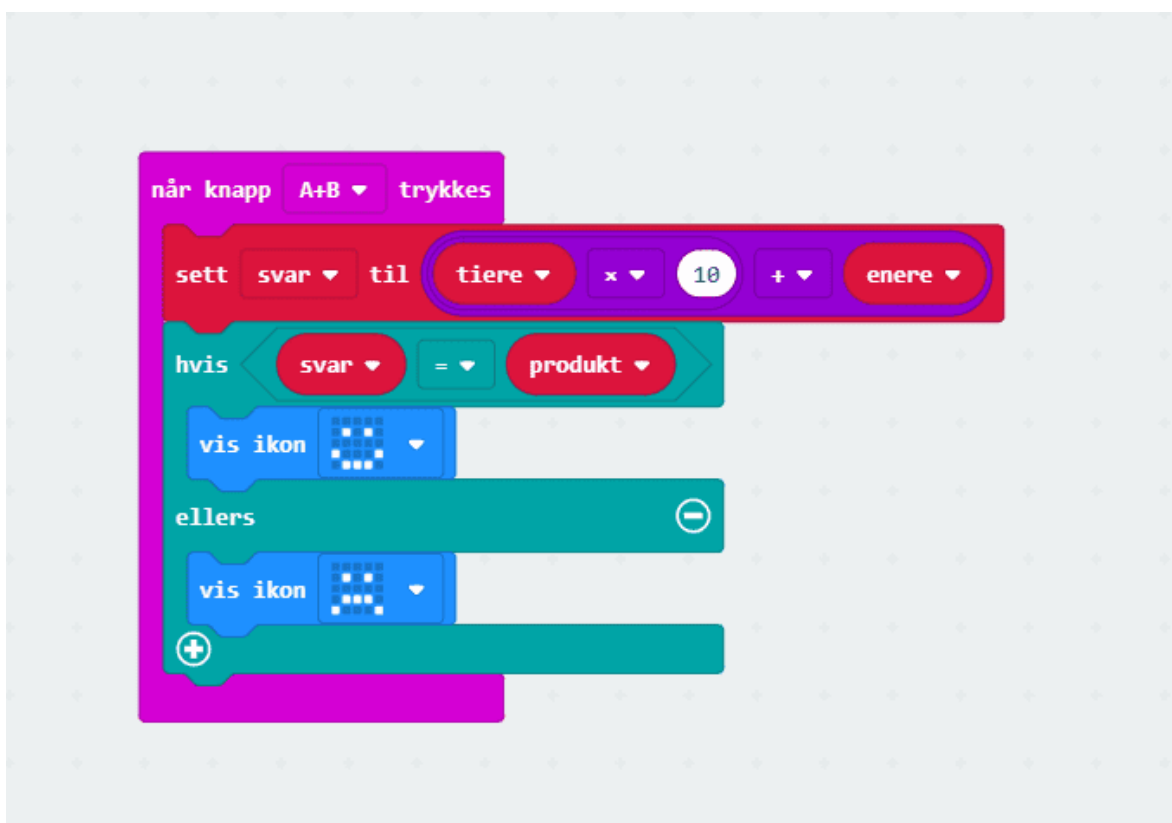 når knapp A+B trykkes
sett svar til tiere x 10 + enere
hvis svar = produkt
vis ikon
ellers
vis ikon